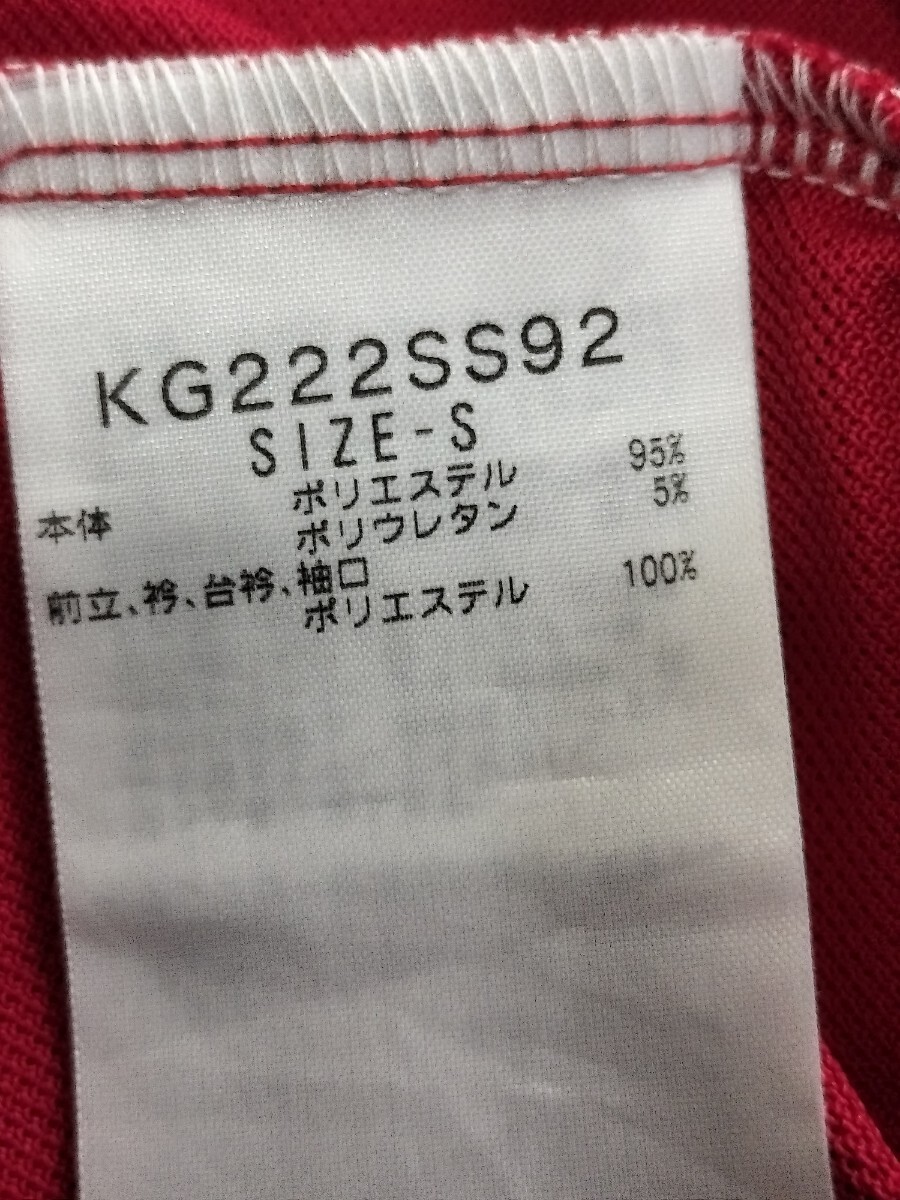 KG222SS92
SIZE-S
本体 ポリエステル 95%
ポリウレタン 5%
前立、衿、台衿、袖口
ポリエステル 100%